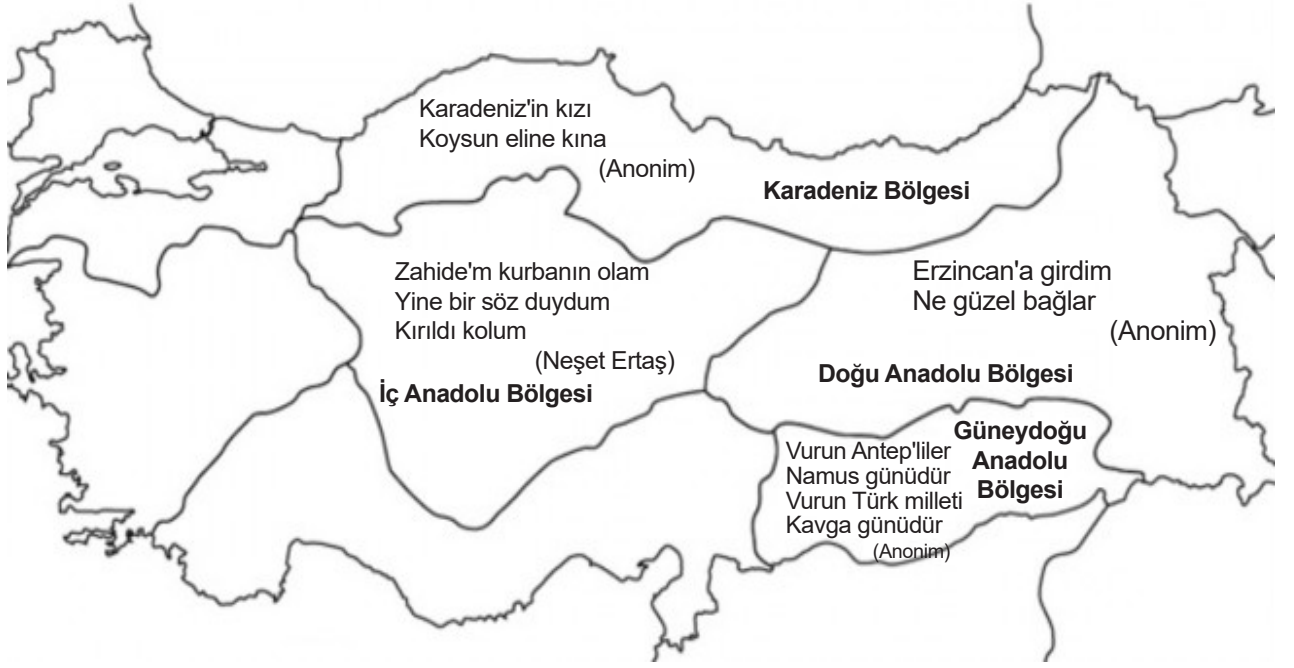 Karadeniz'in kızı
Koysun eline kına
(Anonim)
Karadeniz Bölgesi
Zahide'm kurbanın olam
Yine bir söz duydum
Kırıldı kolum
(Neşet Ertaş)
İç Anadolu Bölgesi
Erzincan'a girdim
Ne güzel bağlar
(Anonim)
Doğu Anadolu Bölgesi
Vurun Antep'liler
Namus günüdür
Vurun Türk milleti
Kavga günüdür
(Anonim)
Güneydoğu
Anadolu
Bölgesi